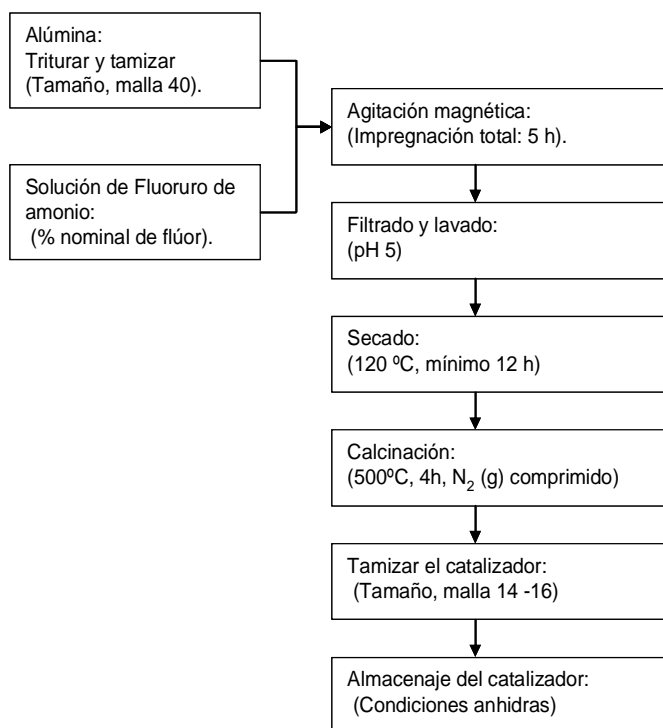 Alúmina:
Triturar y tamizar
(Tamaño, malla 40).
Solución de Fluoruro de
amonio:
(% nominal de flúor).
Agitación magnética:
(Impregnación total: 5 h).
Filtrado y lavado:
(pH 5)
Secado:
(120 ºC, mínimo 12 h)
Calcinación:
(500ºC, 4h, N₂ (g) comprimido)
Tamizar el catalizador:
(Tamaño, malla 14 -16)
Almacenaje del catalizador:
(Condiciones anhidras)